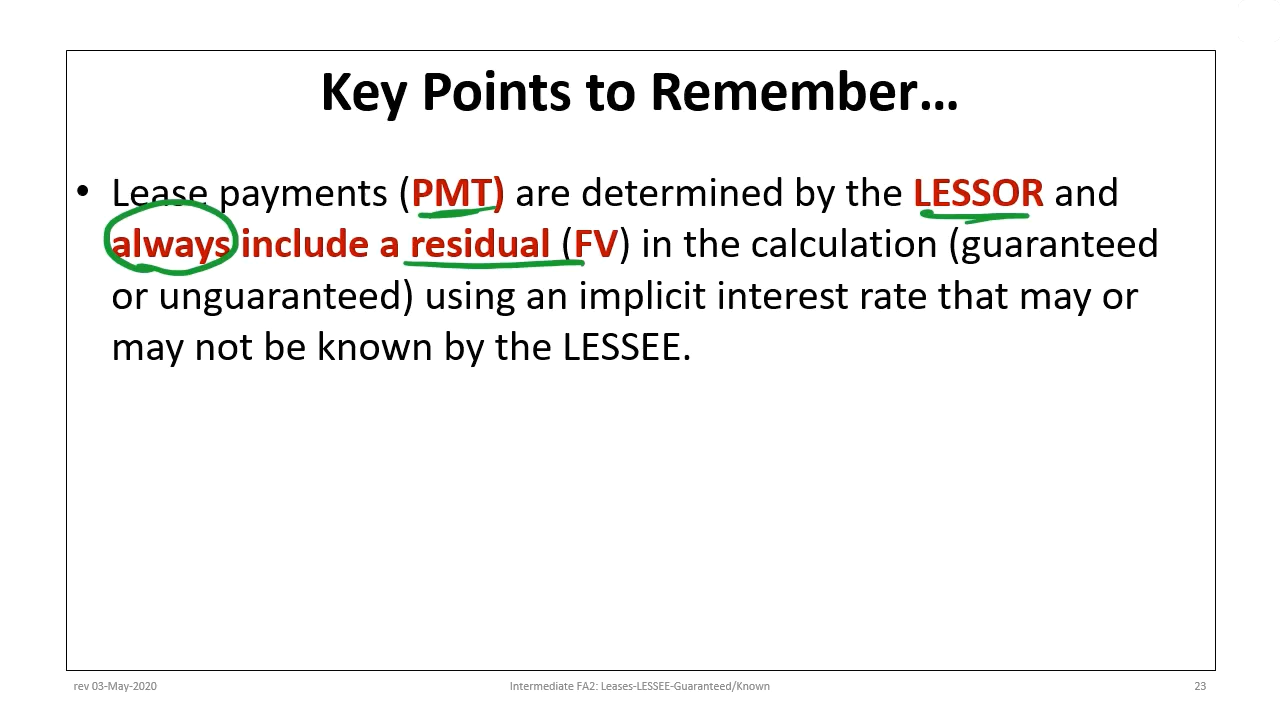 Key Points to Remember...
• Lease payments (PMT) are determined by the LESSOR and
always include a residual (FV) in the calculation (guaranteed
or unguaranteed) using an implicit interest rate that may or
may not be known by the LESSEE.
rev 03-May-2020 Intermediate FA2: Leases-LESSEE-Guaranteed/Known 23